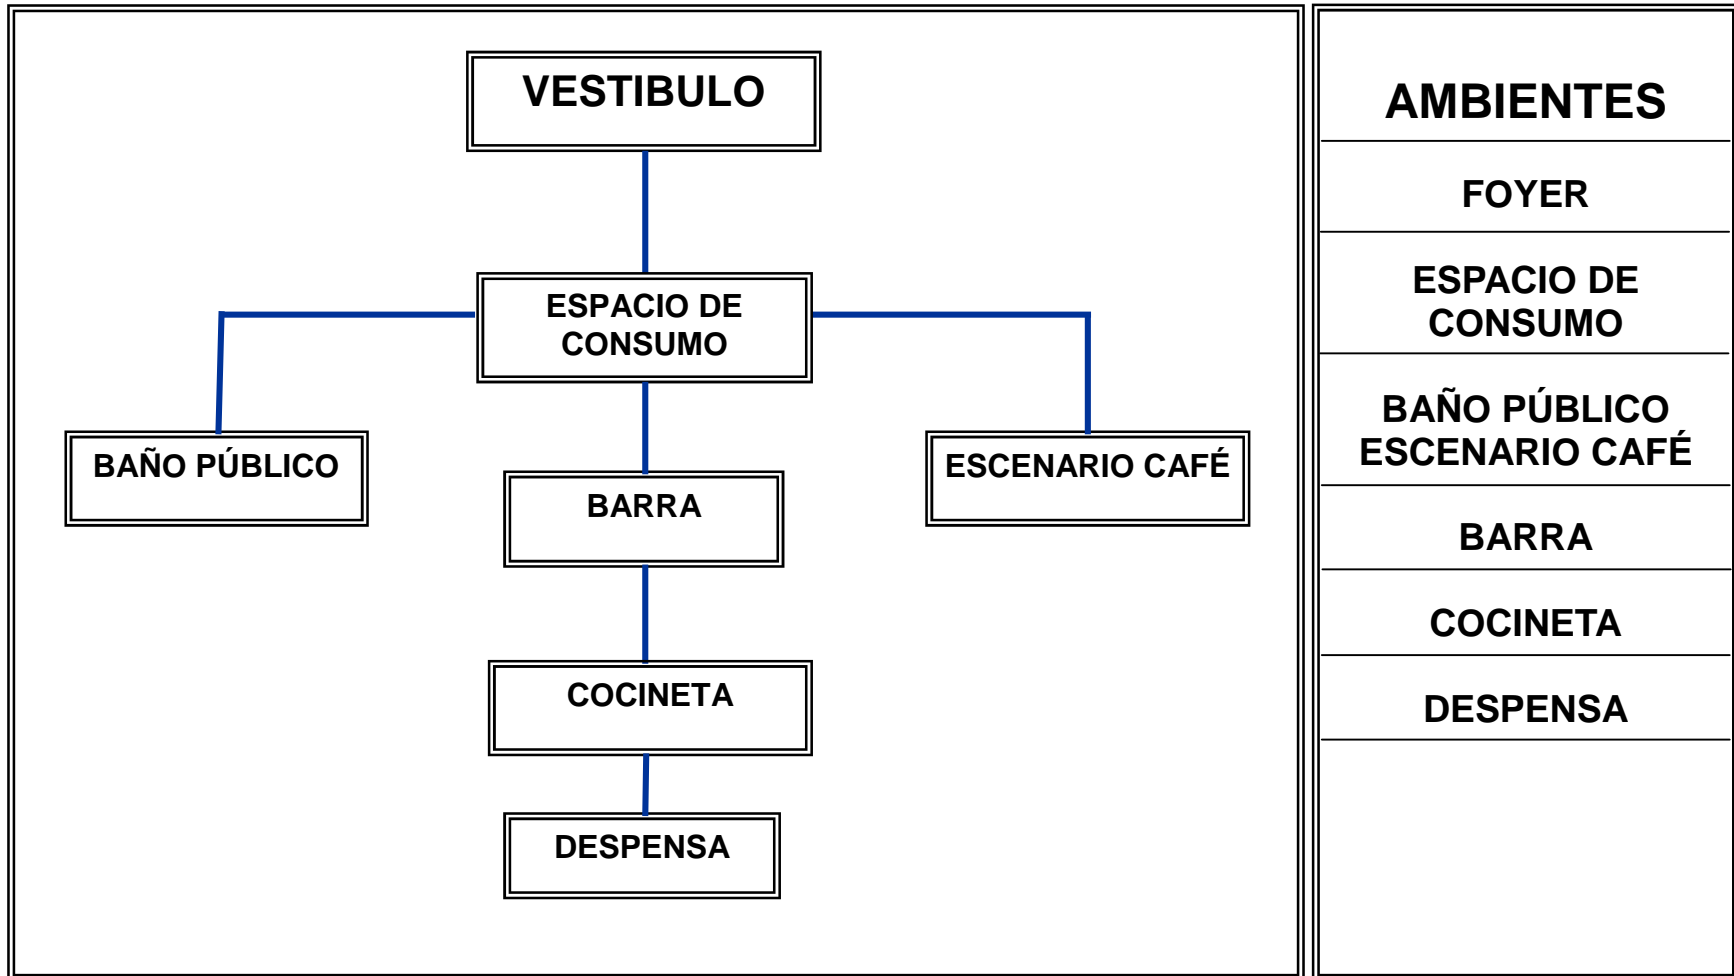 VESTIBULO
ESPACIO DE
CONSUMO
BAÑO PÚBLICO
ESCENARIO CAFÉ
BARRA
COCINETA
DESPENSA
AMBIENTES
FOYER
ESPACIO DE
CONSUMO
BAÑO PÚBLICO
ESCENARIO CAFÉ
BARRA
COCINETA
DESPENSA